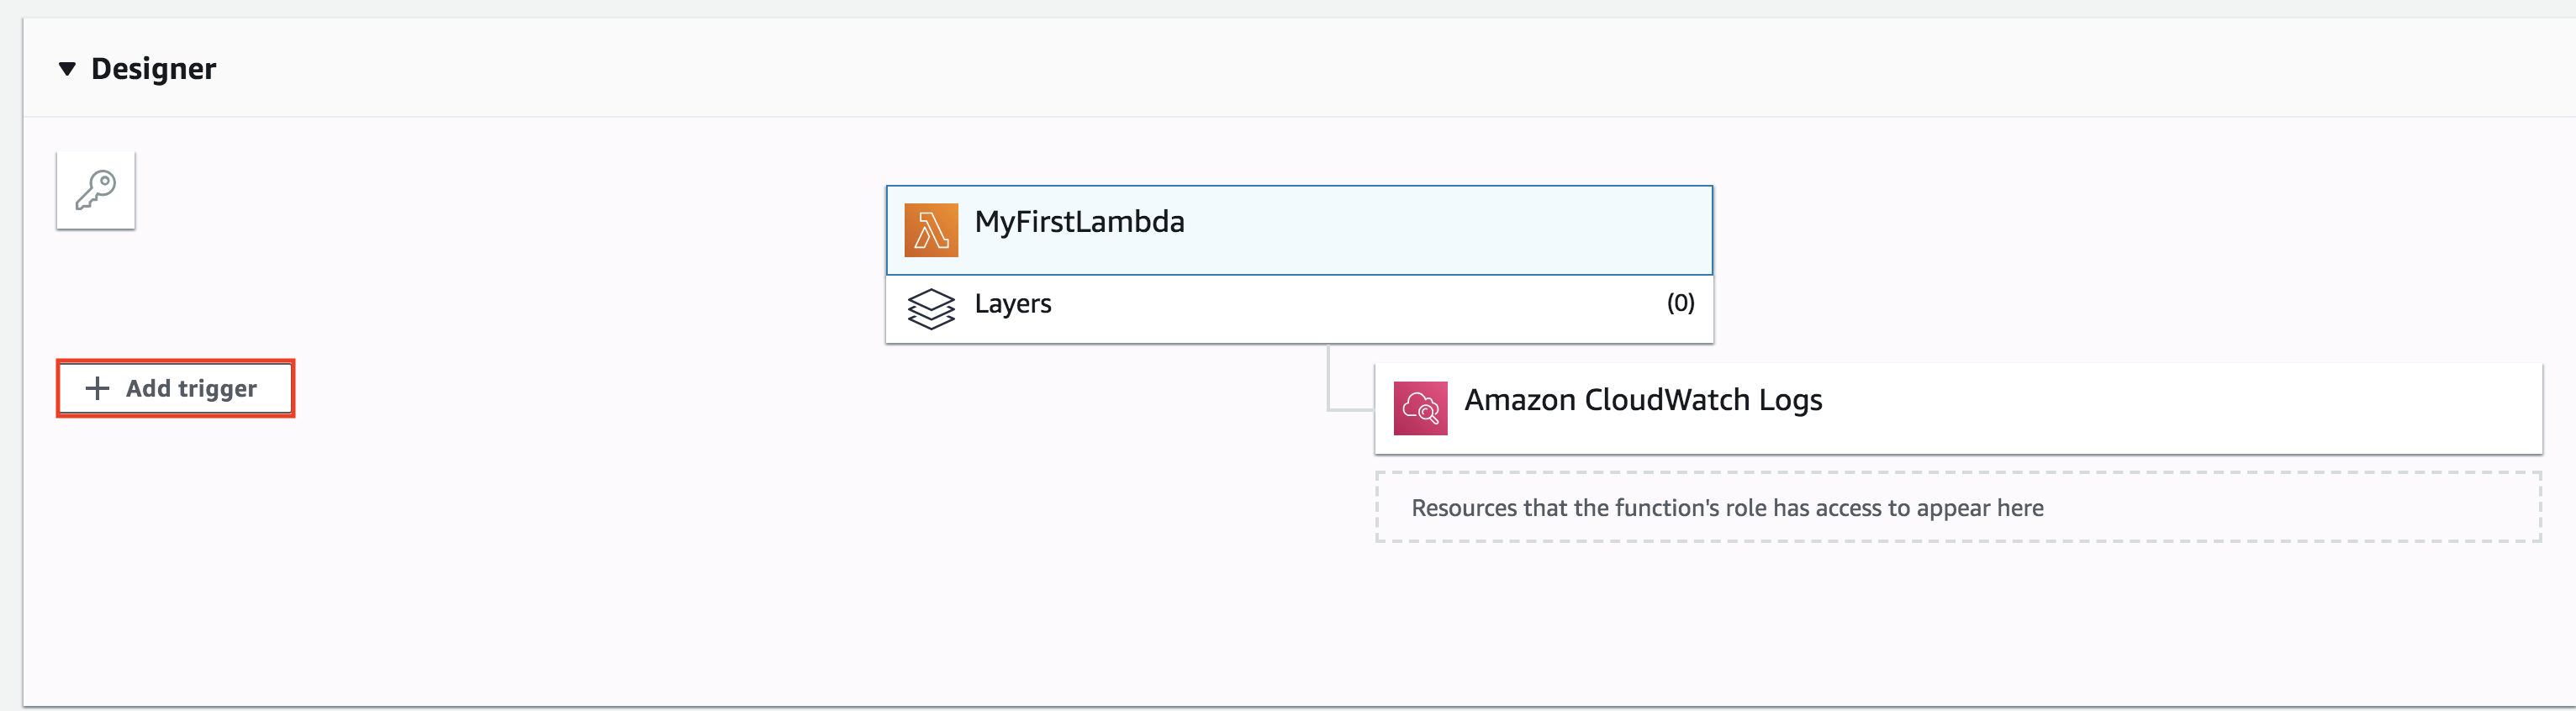 Designer
MyFirstLambda
Layers (0)
Add trigger
Amazon CloudWatch Logs
Resources that the function's role has access to appear here